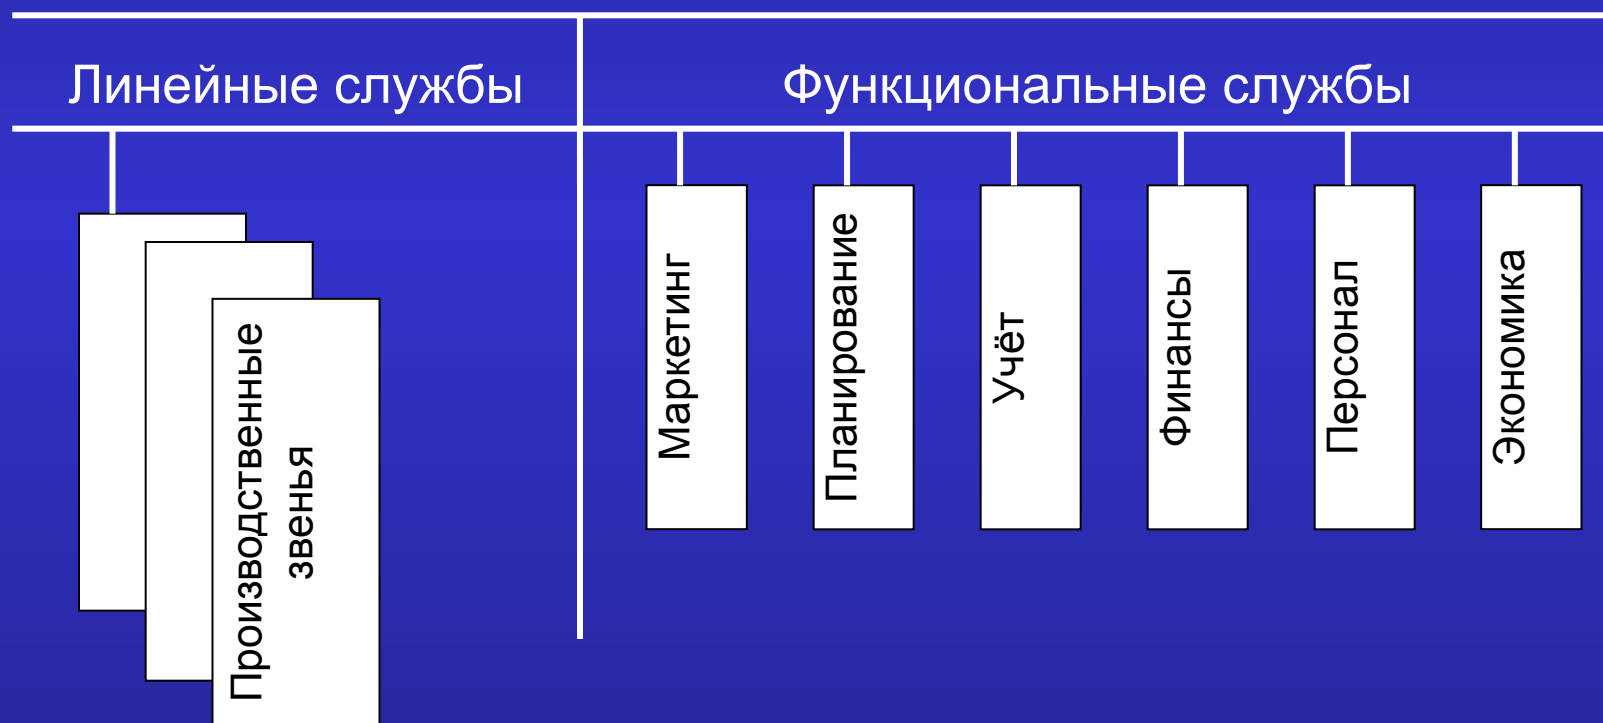 Линейные службы
Функциональные службы
Производственные
звенья
Маркетинг
Планирование
Учёт
Финансы
Персонал
Экономика